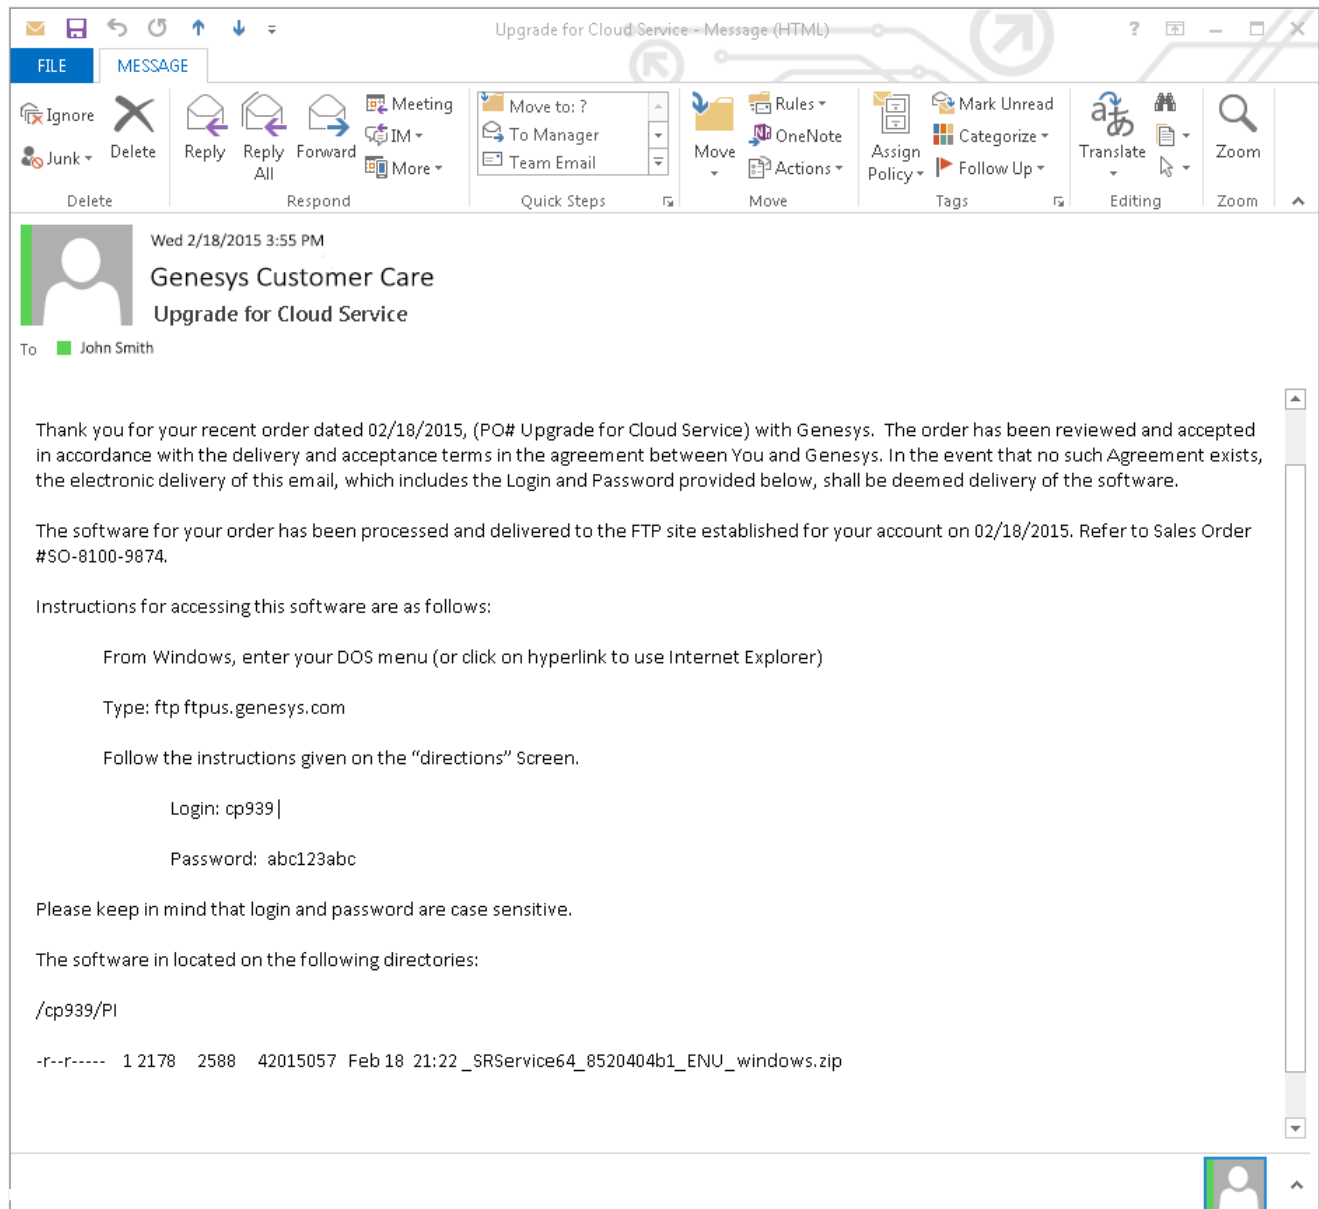 Upgrade for Cloud Service - Message (HTML)
?
FILE MESSAGE
Ignore
Junk
Delete
Reply
Reply All
Forward
Meeting
IM
More
Move to: ?
To Manager
Team Email
Move
Rules
OneNote
Actions
Assign Policy
Mark Unread
Categorize
Follow Up
Translate
Zoom
Delete Respond Quick Steps Move Tags Editing Zoom
Wed 2/18/2015 3:55 PM
Genesys Customer Care
Upgrade for Cloud Service
To John Smith
Thank you for your recent order dated 02/18/2015, (PO# Upgrade for Cloud Service) with Genesys. The order has been reviewed and accepted
in accordance with the delivery and acceptance terms in the agreement between You and Genesys. In the event that no such Agreement exists,
the electronic delivery of this email, which includes the Login and Password provided below, shall be deemed delivery of the software.
The software for your order has been processed and delivered to the FTP site established for your account on 02/18/2015. Refer to Sales Order
#SO-8100-9874.
Instructions for accessing this software are as follows:
From Windows, enter your DOS menu (or click on hyperlink to use Internet Explorer)
Type: ftp ftpus.genesys.com
Follow the instructions given on the “directions” Screen.
Login: cp939
Password: abc123abc
Please keep in mind that login and password are case sensitive.
The software in located on the following directories:
/cp939/PI
-r--r----- 1 2178 2588 42015057 Feb 18 21:22 _SRService64_8520404b1_ENU_windows.zip